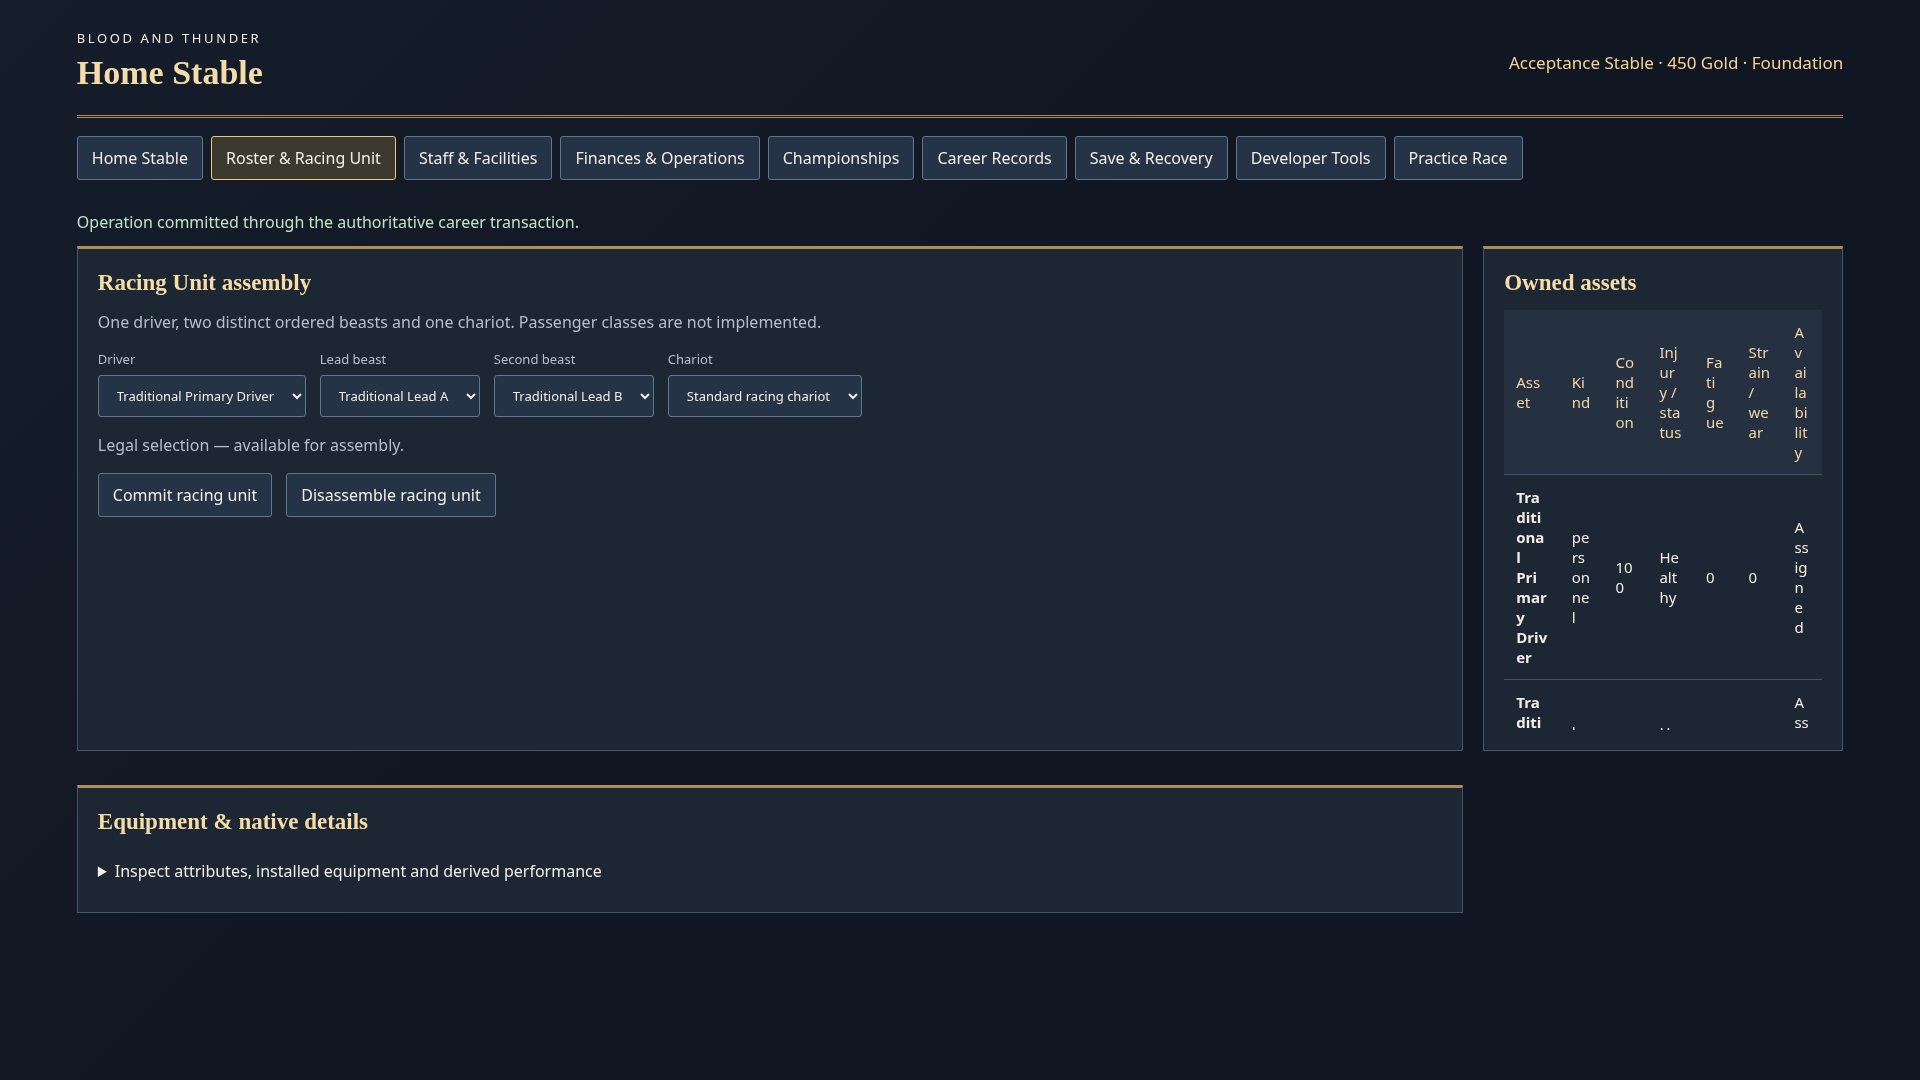 BLOOD AND THUNDER
Home Stable
Acceptance Stable · 450 Gold · Foundation
Home Stable
Roster & Racing Unit
Staff & Facilities
Finances & Operations
Championships
Career Records
Save & Recovery
Developer Tools
Practice Race
Operation committed through the authoritative career transaction.
Racing Unit assembly
One driver, two distinct ordered beasts and one chariot. Passenger classes are not implemented.
Driver
Lead beast
Second beast
Chariot
Traditional Primary Driver
Traditional Lead A
Traditional Lead B
Standard racing chariot
Legal selection — available for assembly.
Commit racing unit
Disassemble racing unit
Owned assets
Ass
et
Ki
nd
Co
nd
iti
on
Inj
ur
y /
sta
tus
Fa
ti
g
ue
Str
ain
/
we
ar
A
v
ai
la
bi
lit
y
Tra
diti
ona
l
Pri
mar
y
Driv
er
pe
rs
on
ne
l
10
0
He
alt
hy
0
0
A
ss
ig
n
e
d
Tra
diti
A
ss
Equipment & native details
Inspect attributes, installed equipment and derived performance